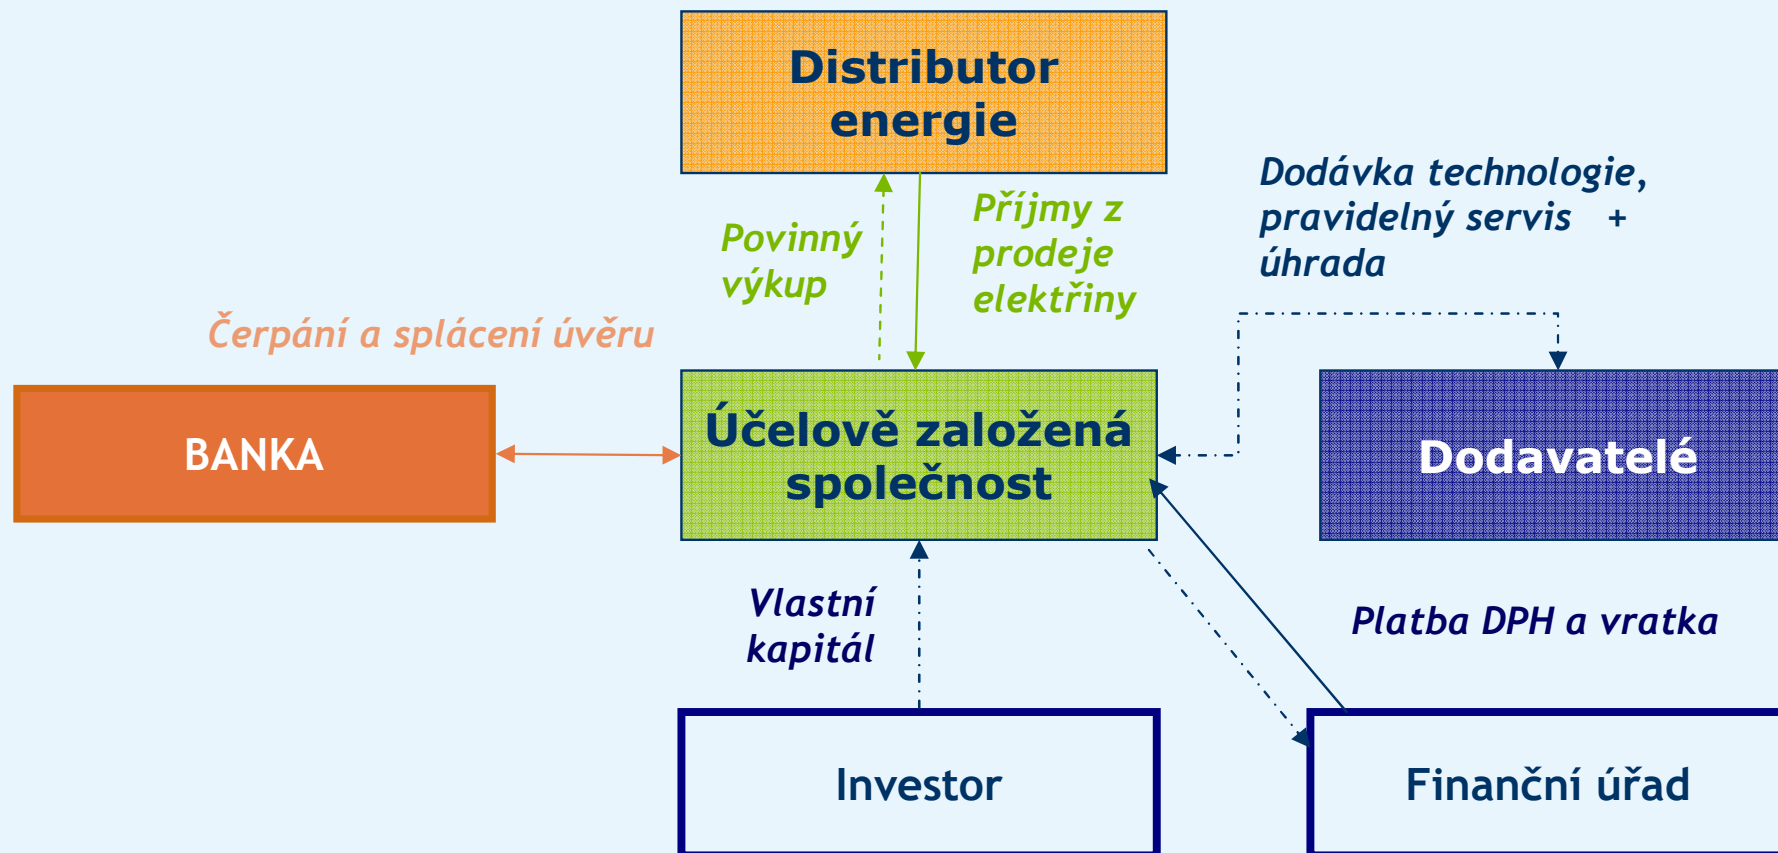 Distributor
energie
Dodávka technologie,
pravidelný servis +
úhrada
Povinný
výkup
Příjmy z
prodeje
elektřiny
Čerpání a splácení úvěru
BANKA
Účelově založená
společnost
Dodavatelé
Vlastní
kapitál
Platba DPH a vratka
Investor
Finanční úřad